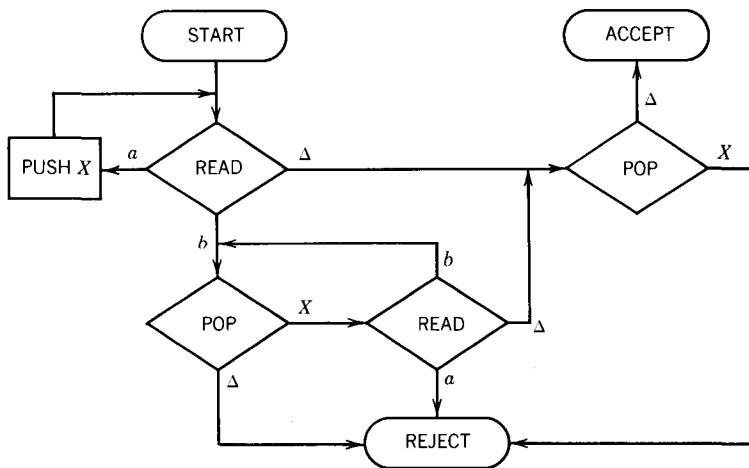 START
ACCEPT
Δ
PUSH X
a
READ
Δ
POP
X
b
b
POP
X
READ
Δ
Δ
a
REJECT